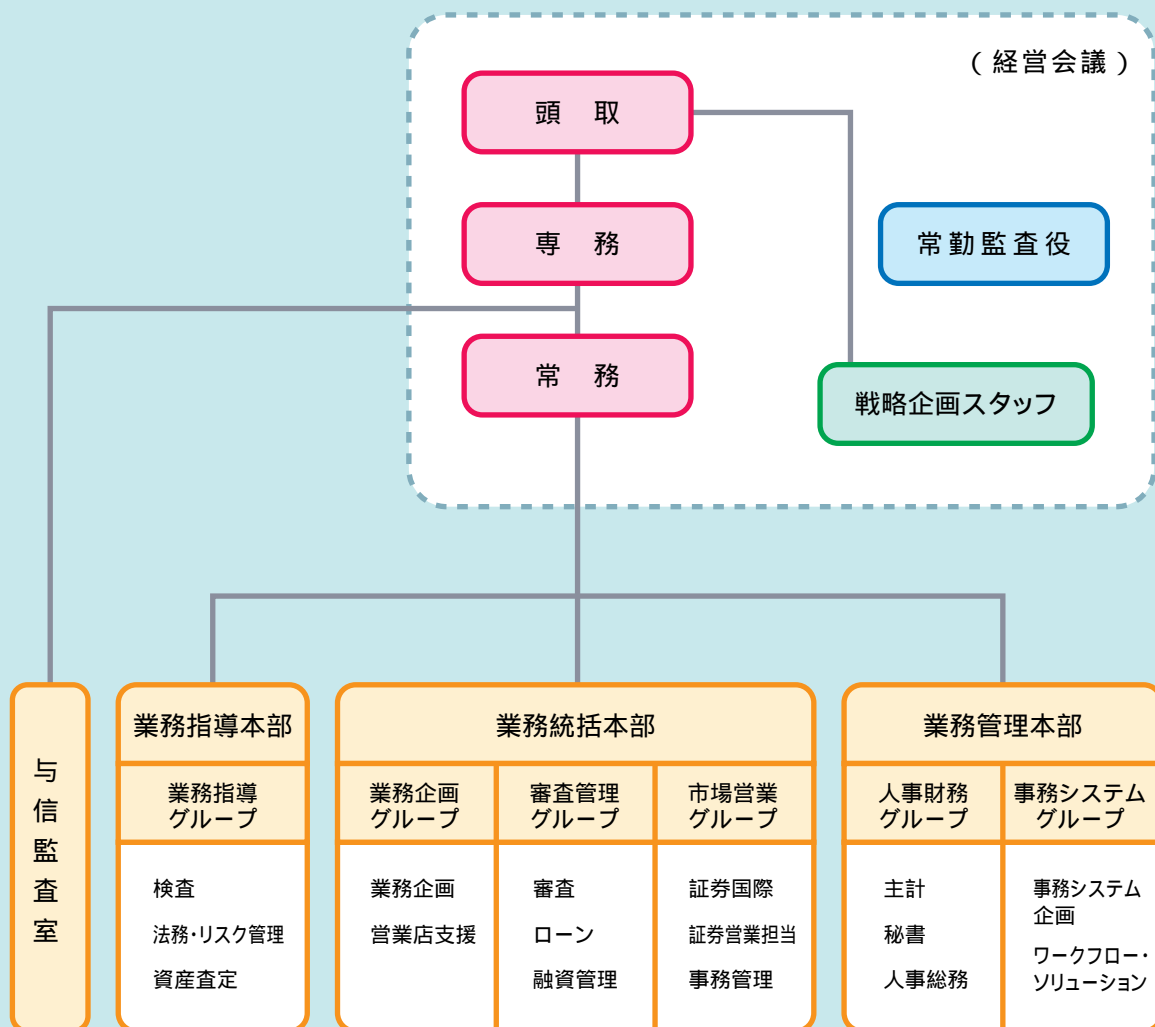 （経営会議）
頭取
専務
常勤監査役
常務
戦略企画スタッフ
与信監査室
業務指導本部
業務指導
グループ
検査
法務・リスク管理
資産査定
業務統括本部
業務企画
グループ
業務企画
営業店支援
審査管理
グループ
審査
ローン
融資管理
市場営業
グループ
証券国際
証券営業担当
事務管理
業務管理本部
人事財務
グループ
主計
秘書
人事総務
事務システム
グループ
事務システム
企画
ワークフロー・
ソリューション